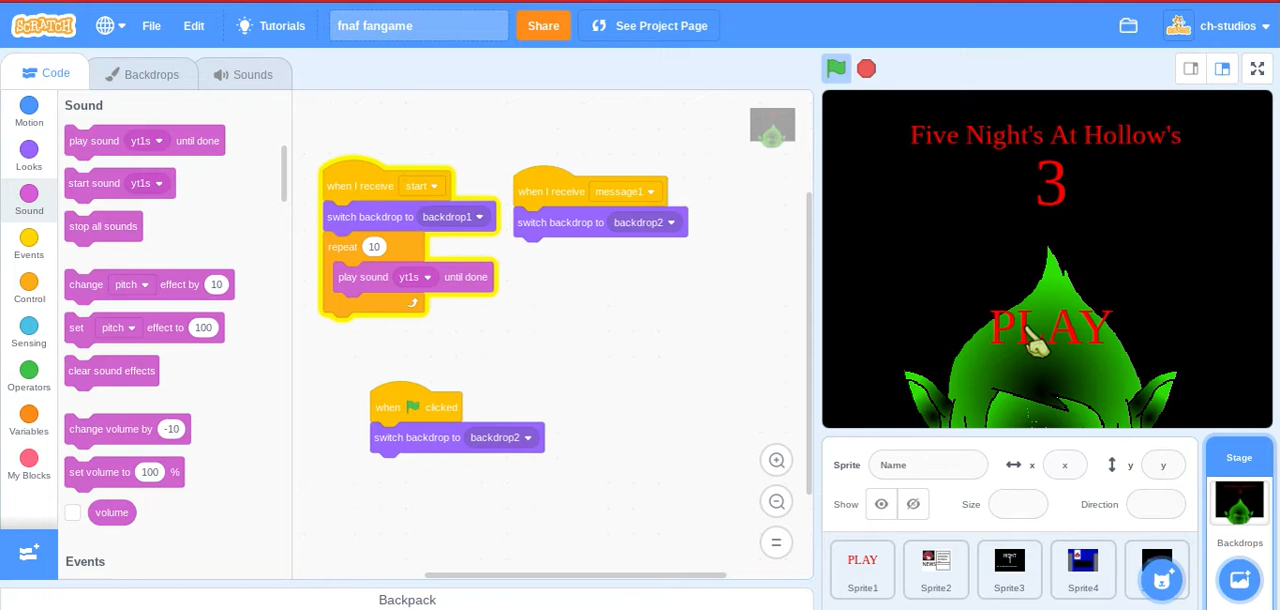 SCRATCH File Edit Tutorials fnaf fangame Share See Project Page ch-studios
Code Backdrops Sounds
Motion
Looks
Sound
Events
Control
Sensing
Operators
Variables
My Blocks
Sound
play sound yt1s until done
start sound yt1s
stop all sounds
change pitch effect by 10
set pitch effect to 100
clear sound effects
change volume by -10
set volume to 100 %
volume
Events
when I receive start
switch backdrop to backdrop1
repeat 10
play sound yt1s until done
when I receive message1
switch backdrop to backdrop2
when clicked
switch backdrop to backdrop2
Backpack
Five Night's At Hollow's
3
PLAY
Sprite Name x x y y
Show Size Direction
PLAY
Sprite1
NEWS
Sprite2
NIGHT
1
Sprite3
Sprite4
Stage
Backdrops